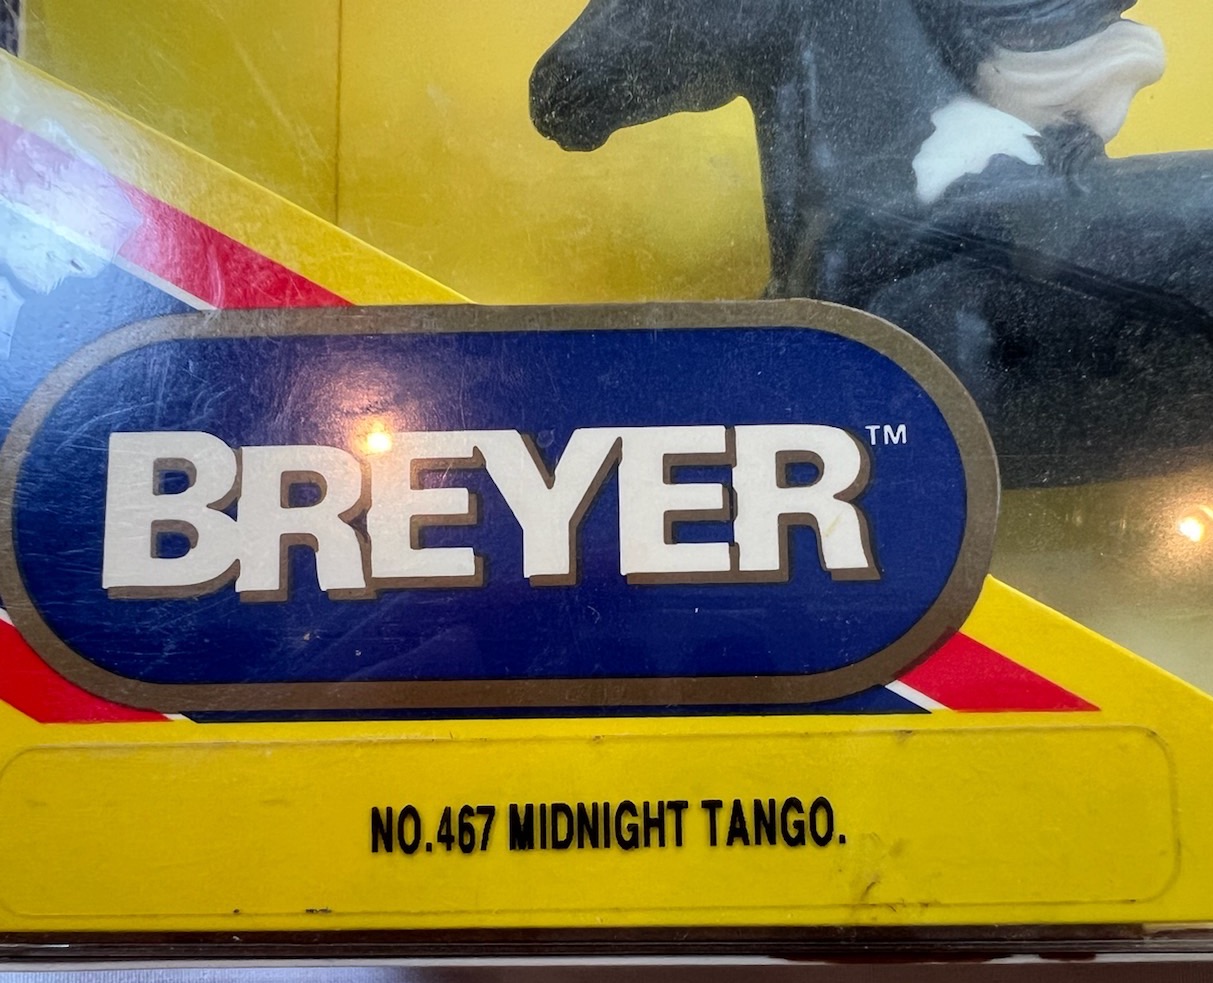 BREYER™
NO.467 MIDNIGHT TANGO.